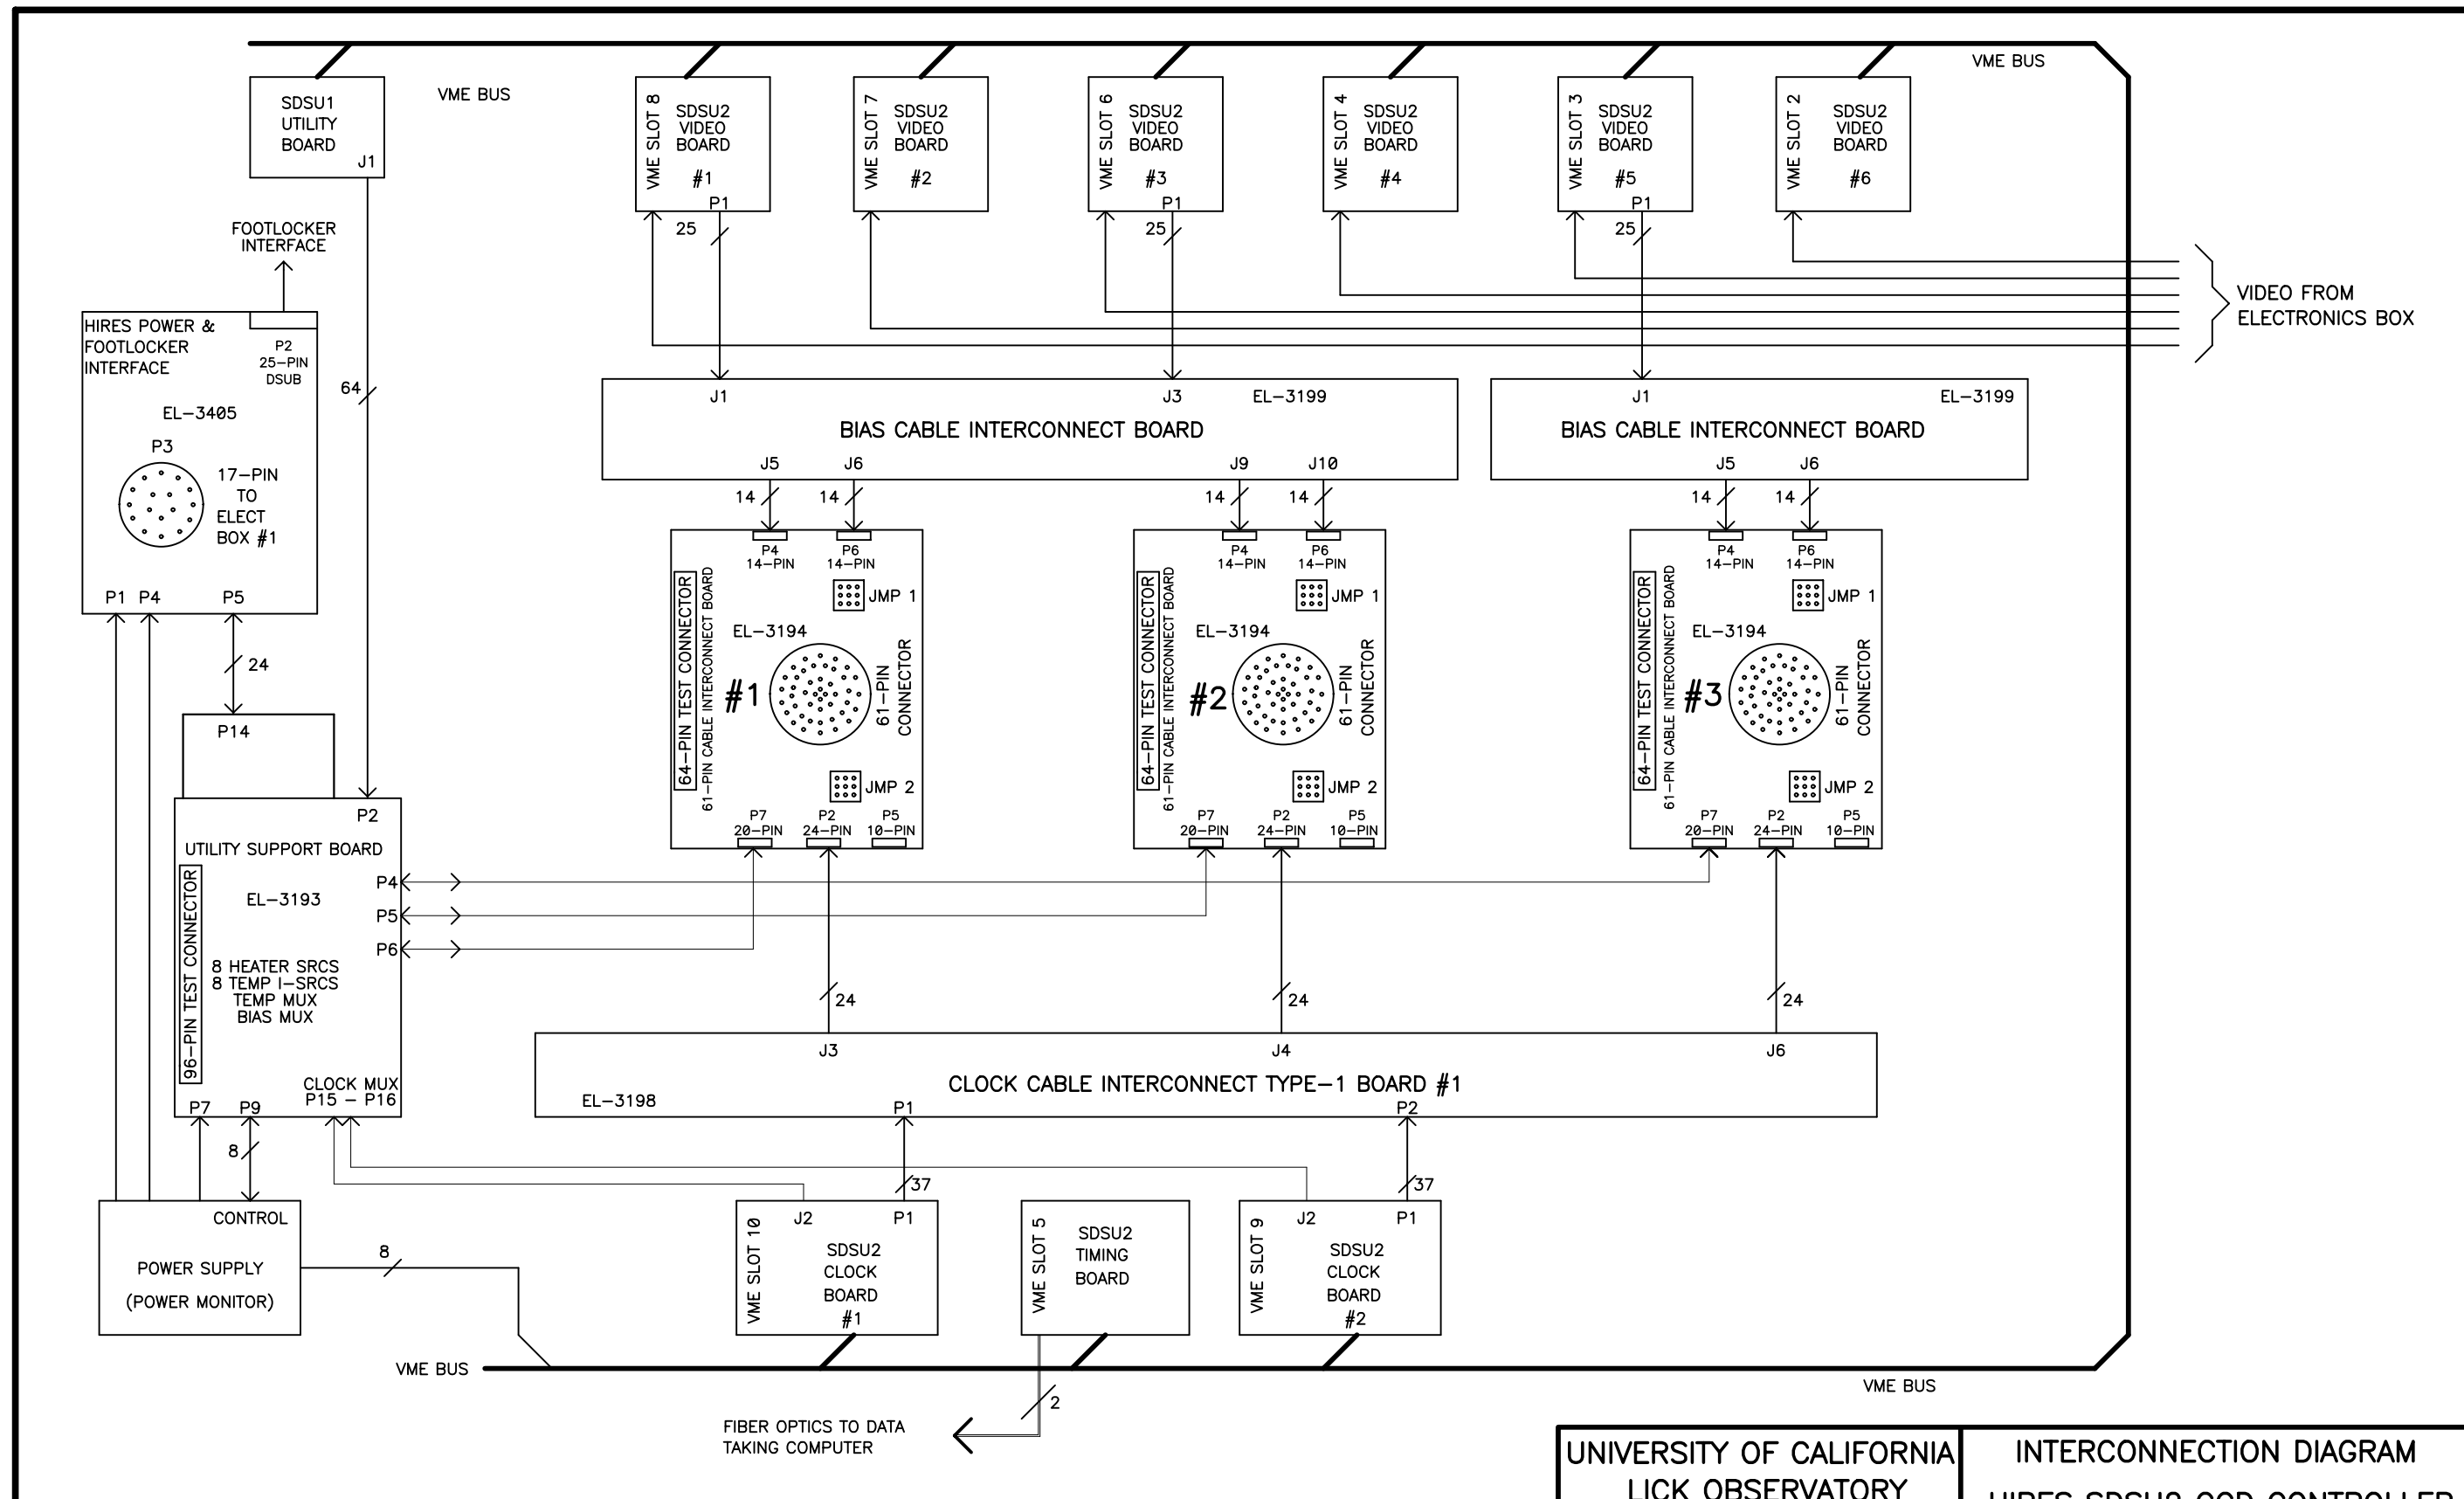 VME BUS
VME BUS
SDSU1
UTILITY
BOARD
J1
VME SLOT 8
SDSU2
VIDEO
BOARD
#1
P1
VME SLOT 7
SDSU2
VIDEO
BOARD
#2
VME SLOT 6
SDSU2
VIDEO
BOARD
#3
P1
VME SLOT 4
SDSU2
VIDEO
BOARD
#4
VME SLOT 3
SDSU2
VIDEO
BOARD
#5
P1
VME SLOT 2
SDSU2
VIDEO
BOARD
#6
25
25
25
FOOTLOCKER
INTERFACE
VIDEO FROM
ELECTRONICS BOX
HIRES POWER &
FOOTLOCKER
INTERFACE
P2
25-PIN
DSUB
EL-3405
P3
17-PIN
TO
ELECT
BOX #1
P1 P4 P5
64
24
J1 J3 EL-3199
BIAS CABLE INTERCONNECT BOARD
J5 J6 J9 J10
J1 EL-3199
BIAS CABLE INTERCONNECT BOARD
J5 J6
14 14 14 14 14 14
P4
14-PIN
P6
14-PIN
JMP 1
64-PIN TEST CONNECTOR
61-PIN CABLE INTERCONNECT BOARD
EL-3194
#1
61-PIN
CONNECTOR
JMP 2
P7
20-PIN
P2
24-PIN
P5
10-PIN
P4
14-PIN
P6
14-PIN
JMP 1
64-PIN TEST CONNECTOR
61-PIN CABLE INTERCONNECT BOARD
EL-3194
#2
61-PIN
CONNECTOR
JMP 2
P7
20-PIN
P2
24-PIN
P5
10-PIN
P4
14-PIN
P6
14-PIN
JMP 1
64-PIN TEST CONNECTOR
61-PIN CABLE INTERCONNECT BOARD
EL-3194
#3
61-PIN
CONNECTOR
JMP 2
P7
20-PIN
P2
24-PIN
P5
10-PIN
P14
P2
UTILITY SUPPORT BOARD
96-PIN TEST CONNECTOR
EL-3193
P4
P5
P6
8 HEATER SRCS
8 TEMP I-SRCS
TEMP MUX
BIAS MUX
CLOCK MUX
P15 - P16
P7 P9
24 24 24
J3 J4 J6
CLOCK CABLE INTERCONNECT TYPE-1 BOARD #1
EL-3198
P1 P2
8
37 37
CONTROL
POWER SUPPLY
(POWER MONITOR)
8
VME SLOT 10
J2 P1
SDSU2
CLOCK
BOARD
#1
VME SLOT 5
SDSU2
TIMING
BOARD
VME SLOT 9
J2 P1
SDSU2
CLOCK
BOARD
#2
VME BUS
VME BUS
2
FIBER OPTICS TO DATA
TAKING COMPUTER
UNIVERSITY OF CALIFORNIA
LICK OBSERVATORY
INTERCONNECTION DIAGRAM
HIRES SDSU2 CCD CONTROLLER